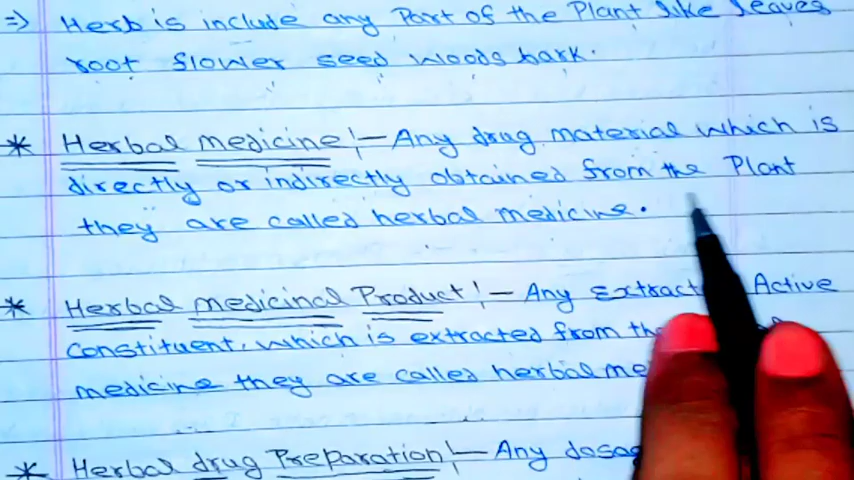 => Herb is include any Part of the Plant like leaves
root flower seed woods bark.
* Herbal medicine!- Any drug material which is
directly or indirectly obtained from the Plant
they are called herbal medicine.
* Herbal medicinal Product!- Any Extract Active
Constituent, which is extracted from the
medicine they are called herbal me
* Herbal drug Preparation!- Any dosa